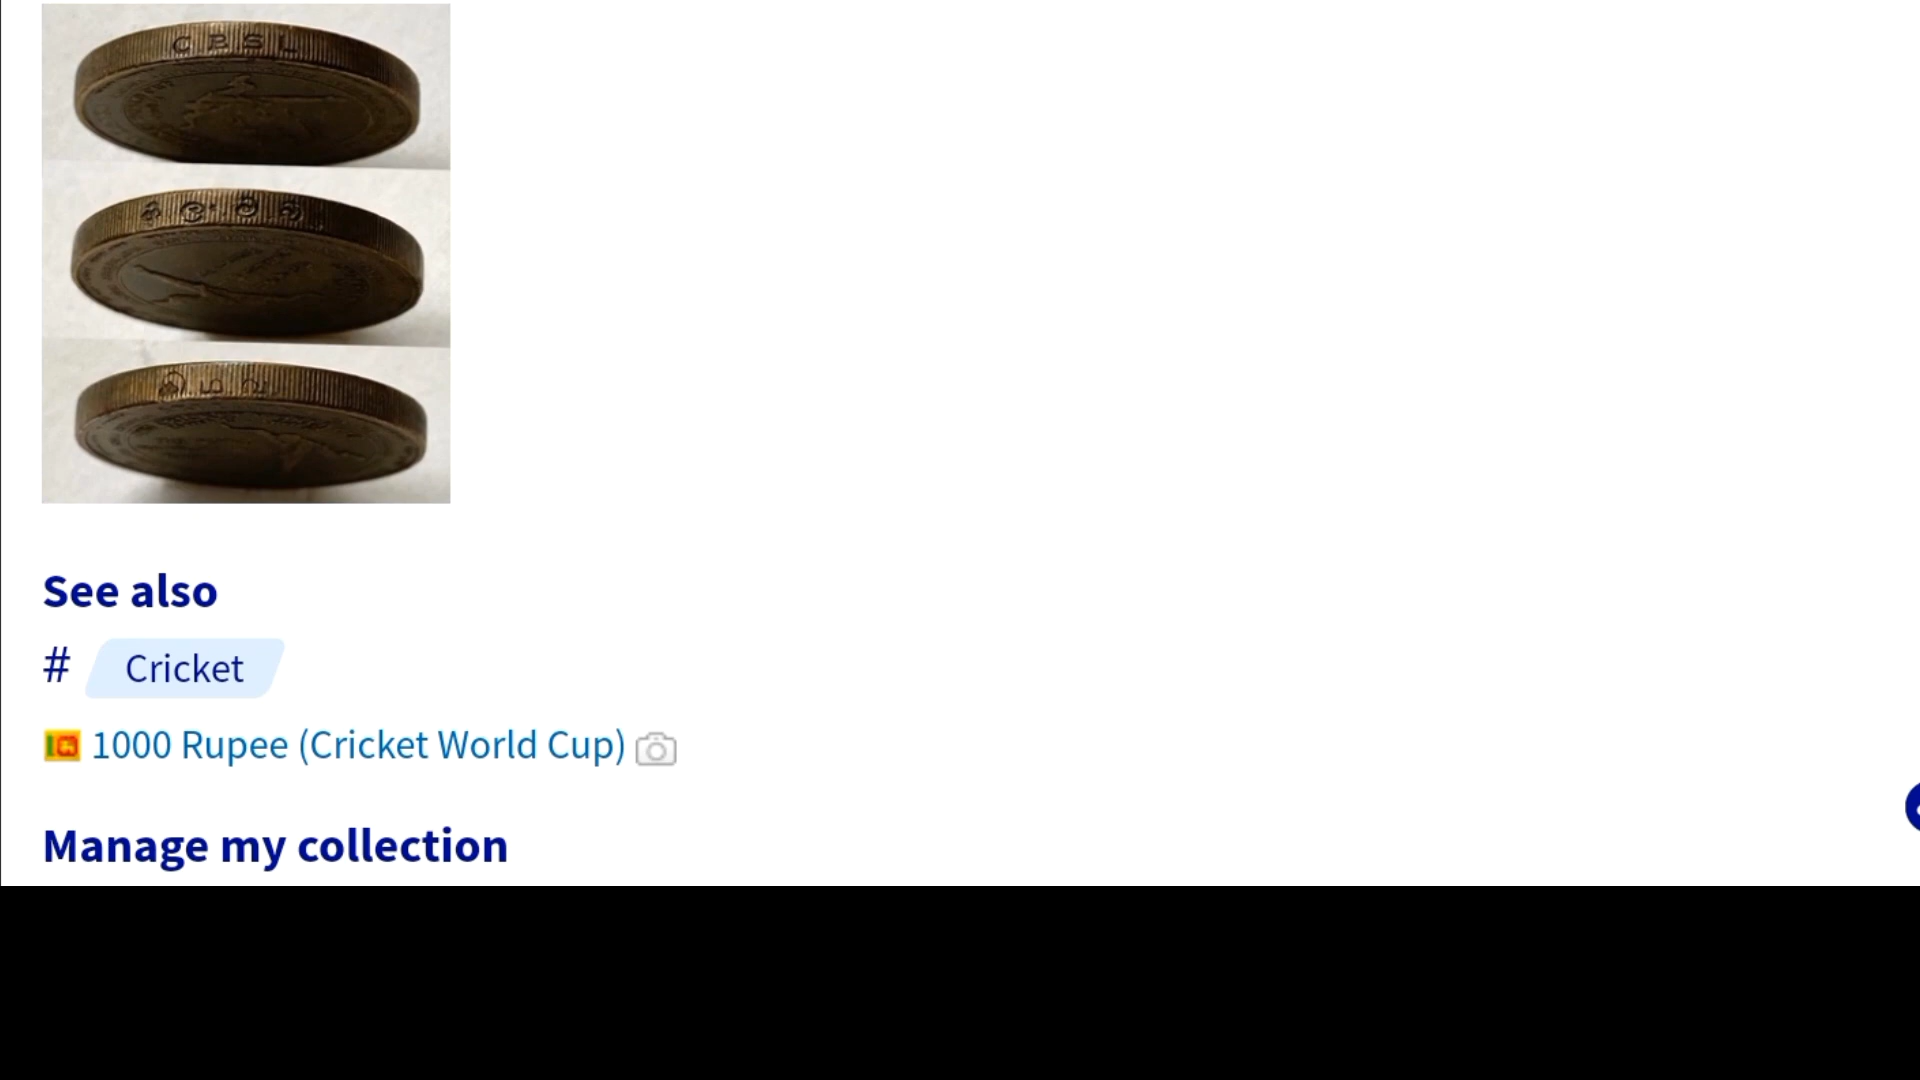 CBSL
See also
# Cricket
1000 Rupee (Cricket World Cup)
Manage my collection